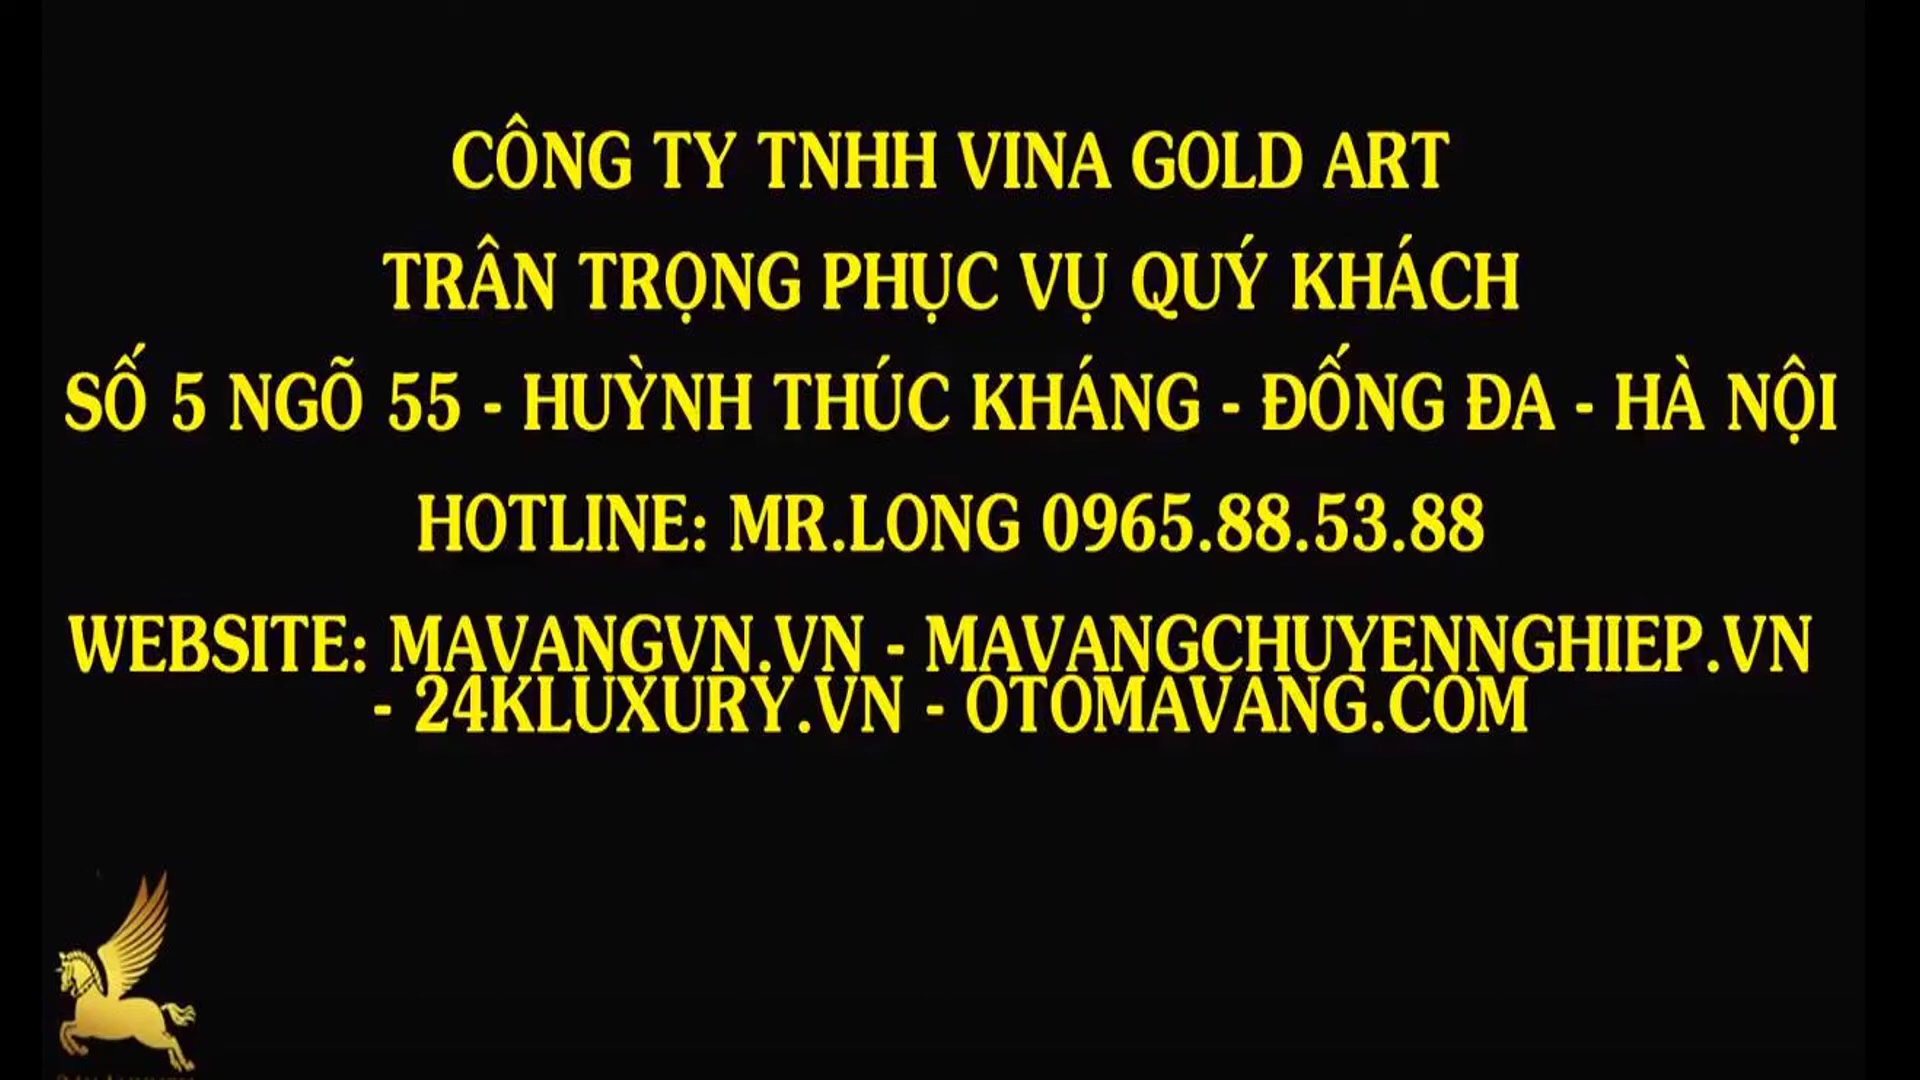 CÔNG TY TNHH VINA GOLD ART
TRÂN TRỌNG PHỤC VỤ QUÝ KHÁCH
SỐ 5 NGÕ 55 - HUỲNH THÚC KHÁNG - ĐỐNG ĐA - HÀ NỘI
HOTLINE: MR.LONG 0965.88.53.88
WEBSITE: MAVANGVN.VN - MAVANGCHUYENNGHIEP.VN
- 24KLUXURY.VN - OTOMAVANG.COM